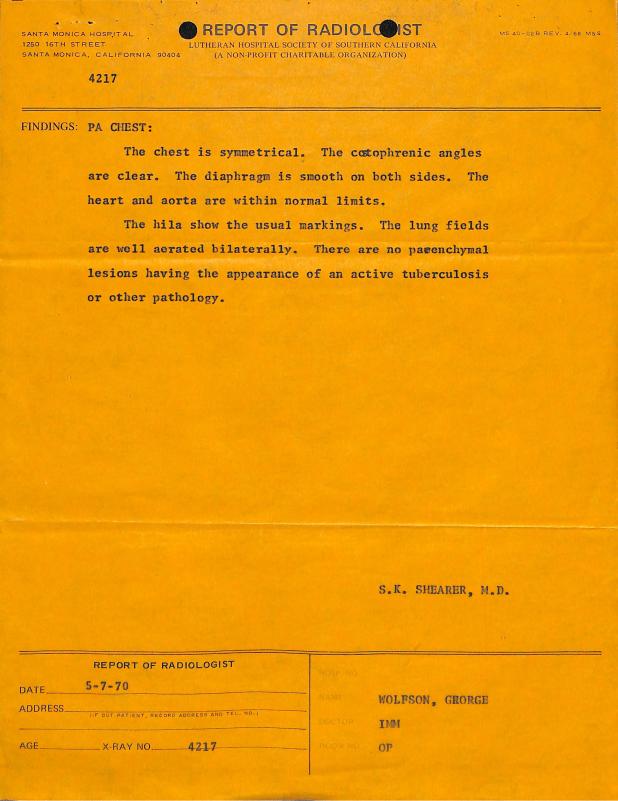 SANTA MONICA HOSPITAL
1250 16TH STREET
SANTA MONICA, CALIFORNIA 90404
REPORT OF RADIOLOGIST
LUTHERAN HOSPITAL SOCIETY OF SOUTHERN CALIFORNIA
(A NON-PROFIT CHARITABLE ORGANIZATION)
MS 40-22B REV. 4/68 M&S
4217
FINDINGS: PA CHEST:
The chest is symmetrical. The costophrenic angles
are clear. The diaphragm is smooth on both sides. The
heart and aorta are within normal limits.
The hila show the usual markings. The lung fields
are well aerated bilaterally. There are no parenchymal
lesions having the appearance of an active tuberculosis
or other pathology.
S.K. SHEARER, M.D.
REPORT OF RADIOLOGIST
DATE 5-7-70
ADDRESS
(IF OUT PATIENT, RECORD ADDRESS AND TEL. NO.)
AGE X-RAY NO. 4217
HOSP NO.
NAME WOLFSON, GEORGE
DOCTOR IMM
ROOM NO. OP